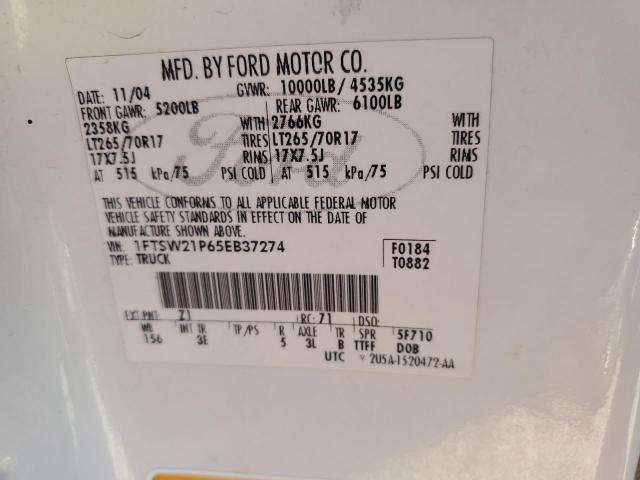 MFD. BY FORD MOTOR CO.
DATE: 11/04 GVWR: 10000LB/ 4535KG
FRONT GAWR: 5200LB REAR GAWR: 6100LB
2358KG WITH 2766KG WITH
LT265/70R17 TIRES LT265/70R17 TIRES
17X7.5J RIMS 17X7.5J RIMS
AT 515 kPa/75 PSI COLD AT 515 kPa/75 PSI COLD
Ford
THIS VEHICLE CONFORMS TO ALL APPLICABLE FEDERAL MOTOR
VEHICLE SAFETY STANDARDS IN EFFECT ON THE DATE OF
MANUFACTURE SHOWN ABOVE.
VIN: 1FTSW21P65EB37274 F0184
TYPE: TRUCK T0882
EXT PNT: Z1 RC: 71 DSO:
WB INT TR TP/PS R AXLE TR SPR 5F710
156 3E 5 3L B TTFF DOB
UTC V 2U5A-1520472-AA